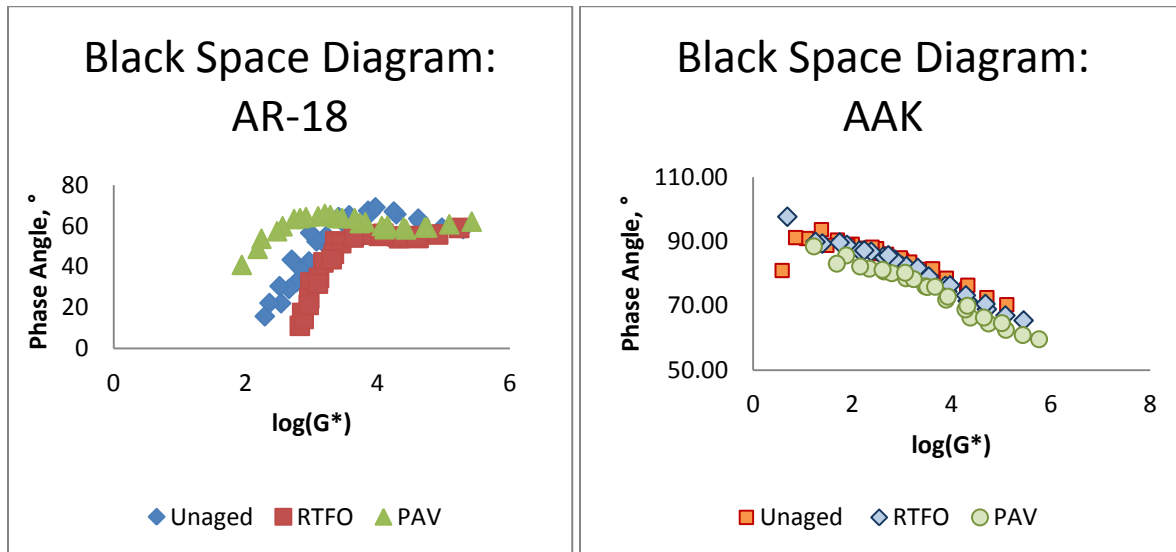 Black Space Diagram:
AR-18
80
60
40
20
0
0 2 4 6
Phase Angle, °
log(G*)
Unaged RTFO PAV
Black Space Diagram:
AAK
110.00
90.00
70.00
50.00
0 2 4 6 8
Phase Angle, °
log(G*)
Unaged RTFO PAV